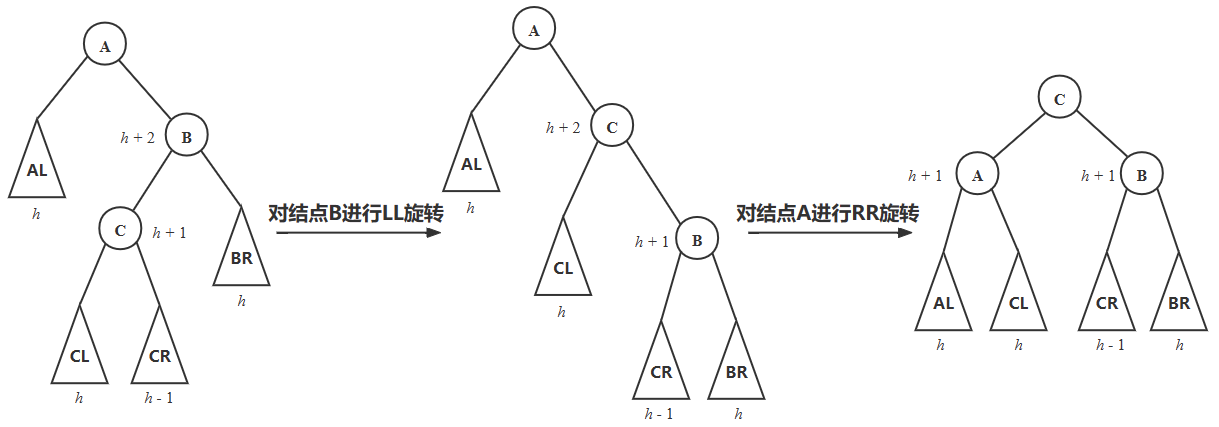 A
h + 2
B
AL
h
C
h + 1
BR
h
CL
CR
h
h - 1
对结点B进行LL旋转
A
h + 2
C
AL
h
CL
h
h + 1
B
CR
BR
h - 1
h
对结点A进行RR旋转
C
h + 1
A
h + 1
B
AL
CL
CR
BR
h
h
h - 1
h